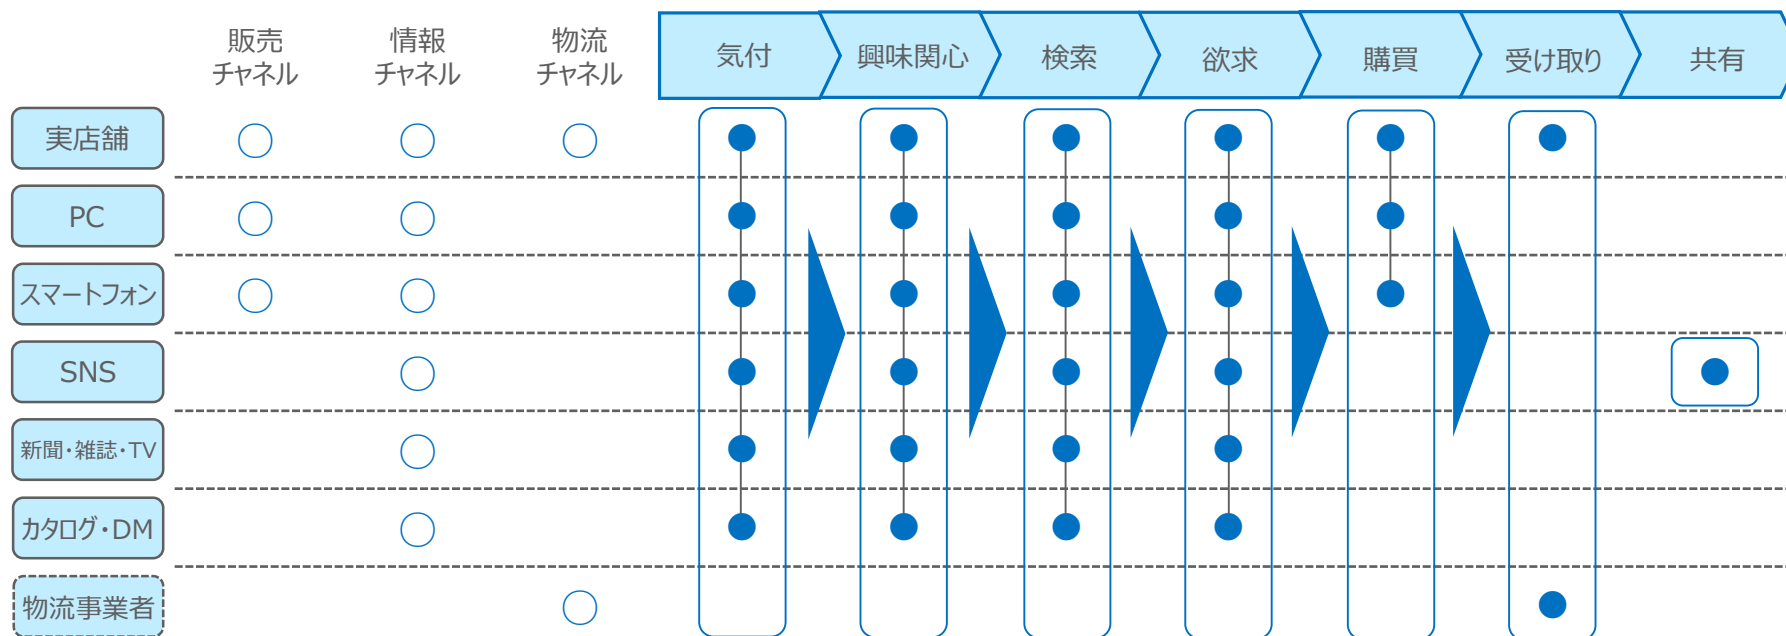 販売
チャネル
情報
チャネル
物流
チャネル
気付
興味関心
検索
欲求
購買
受け取り
共有
実店舗
PC
スマートフォン
SNS
新聞・雑誌・TV
カタログ・DM
物流事業者